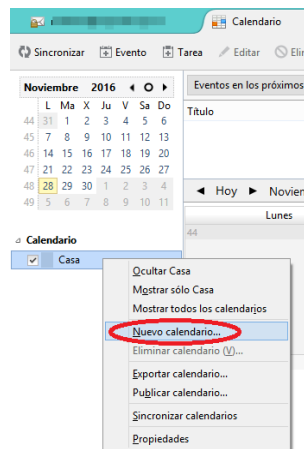 Calendario
Sincronizar Evento Tarea Editar Eli
Noviembre 2016
Eventos en los próximos
L Ma X Ju V Sa Do
Título
44 31 1 2 3 4 5 6
45 7 8 9 10 11 12 13
46 14 15 16 17 18 19 20
47 21 22 23 24 25 26 27
48 28 29 30 1 2 3 4
49 5 6 7 8 9 10 11
Hoy Noviem
Lunes
44
Calendario
Casa
Ocultar Casa
Mostrar sólo Casa
Mostrar todos los calendarios
Nuevo calendario...
Eliminar calendario (V)...
Exportar calendario...
Publicar calendario...
Sincronizar calendarios
Propiedades